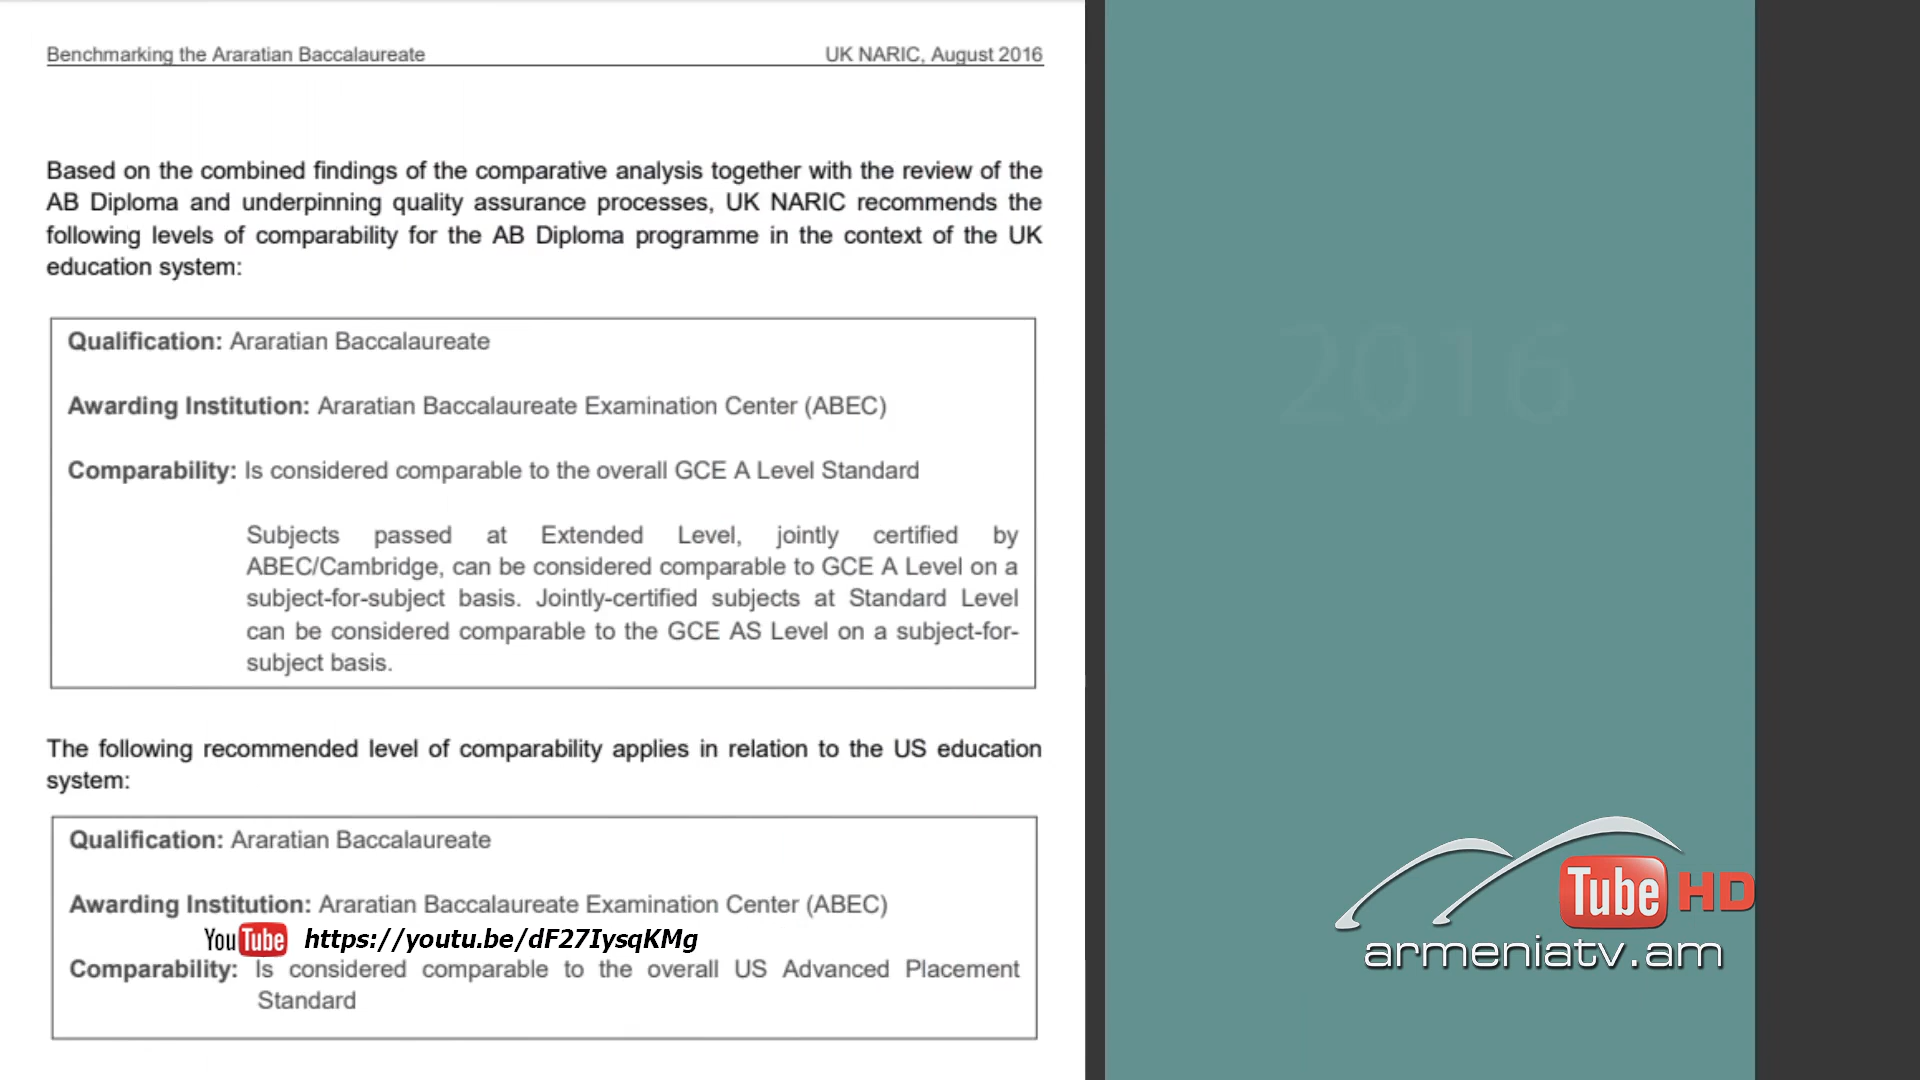 Benchmarking the Araratian Baccalaureate
UK NARIC, August 2016
Based on the combined findings of the comparative analysis together with the review of the
AB Diploma and underpinning quality assurance processes, UK NARIC recommends the
following levels of comparability for the AB Diploma programme in the context of the UK
education system:
Qualification: Araratian Baccalaureate
Awarding Institution: Araratian Baccalaureate Examination Center (ABEC)
Comparability: Is considered comparable to the overall GCE A Level Standard
Subjects passed at Extended Level, jointly certified by
ABEC/Cambridge, can be considered comparable to GCE A Level on a
subject-for-subject basis. Jointly-certified subjects at Standard Level
can be considered comparable to the GCE AS Level on a subject-for-
subject basis.
The following recommended level of comparability applies in relation to the US education
system:
Qualification: Araratian Baccalaureate
Awarding Institution: Araratian Baccalaureate Examination Center (ABEC)
YouTube https://youtu.be/dF27IysqKMg
Comparability: Is considered comparable to the overall US Advanced Placement
Standard
2016
Tube HD
armeniatv.am